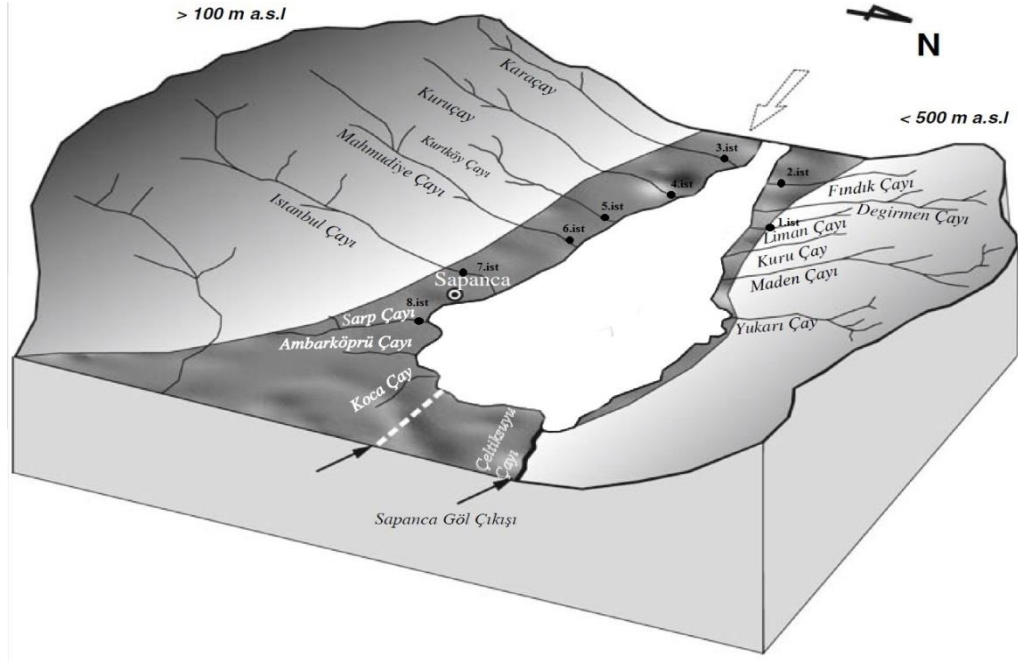 > 100 m a.s.l
N
< 500 m a.s.l
Karaçay
Kuruçay
Kurtköy Çayı
Mahmudiye Çayı
Istanbul Çayı
3.ist
2.ist
4.ist
5.ist
6.ist
1.ist
7.ist
8.ist
Fındık Çayı
Degirmen Çayı
Liman Çayı
Kuru Çay
Maden Çayı
Yukarı Çay
Sapanca
Sarp Çayı
Ambarköprü Çayı
Koca Çay
Çeltiksuyu
Çayı
Sapanca Göl Çıkışı